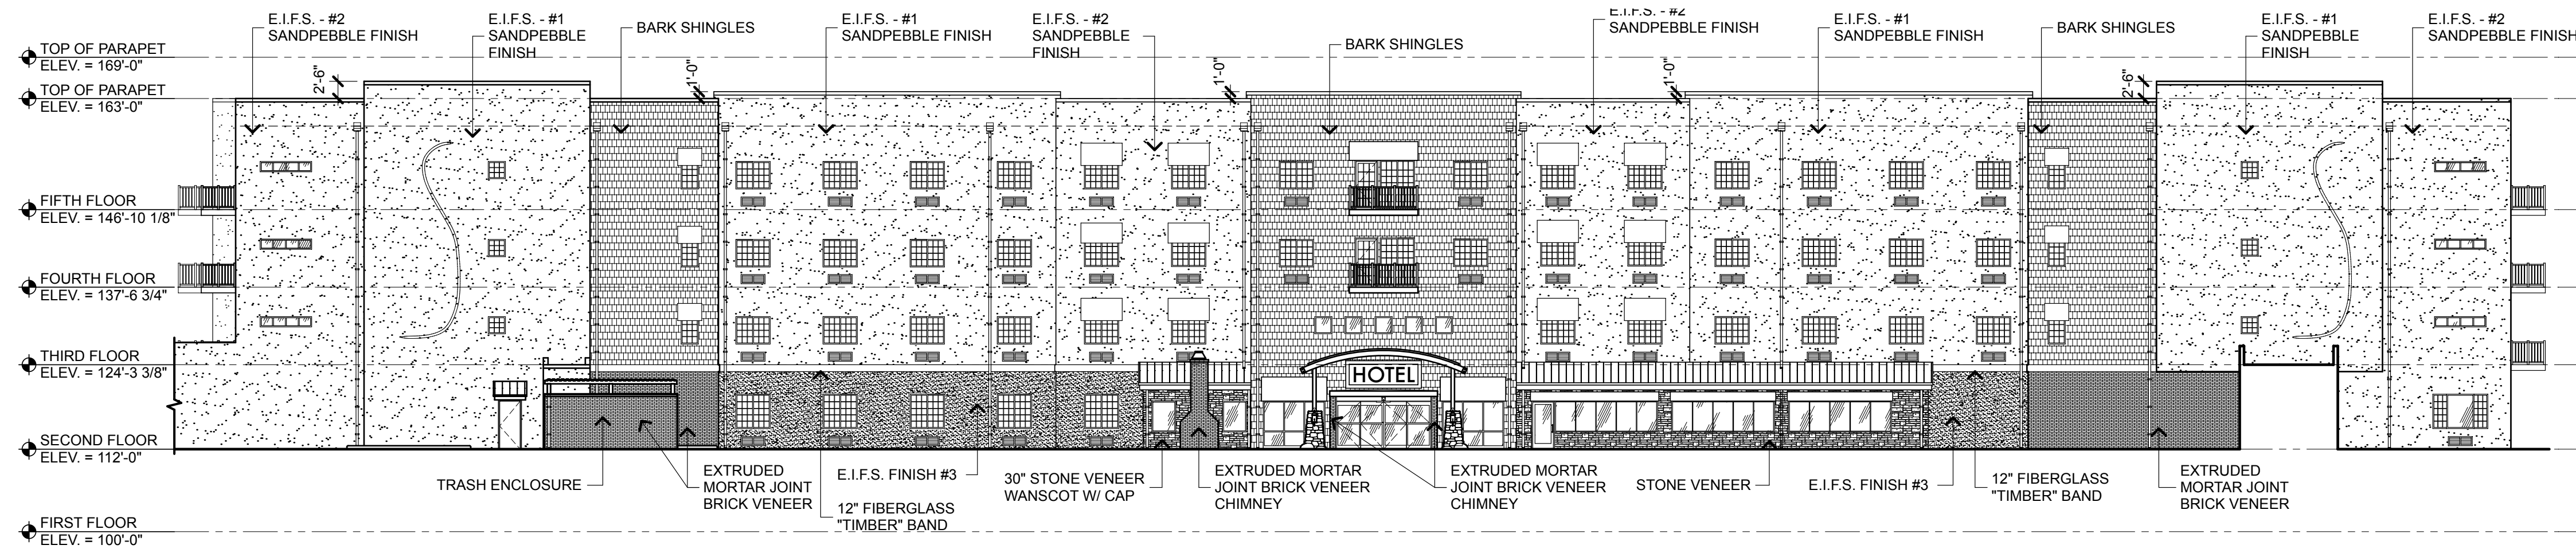 E.I.F.S. - #2
SANDPEBBLE FINISH
E.I.F.S. - #1
SANDPEBBLE
FINISH
BARK SHINGLES
E.I.F.S. - #1
SANDPEBBLE FINISH
E.I.F.S. - #2
SANDPEBBLE
FINISH
BARK SHINGLES
E.I.F.S. - #2
SANDPEBBLE FINISH
E.I.F.S. - #1
SANDPEBBLE FINISH
BARK SHINGLES
E.I.F.S. - #1
SANDPEBBLE
FINISH
E.I.F.S. - #2
SANDPEBBLE FINISH
TOP OF PARAPET
ELEV. = 169'-0"
TOP OF PARAPET
ELEV. = 163'-0"
2'-6"
1'-0"
1'-0"
1'-0"
2'-6"
FIFTH FLOOR
ELEV. = 146'-10 1/8"
FOURTH FLOOR
ELEV. = 137'-6 3/4"
THIRD FLOOR
ELEV. = 124'-3 3/8"
HOTEL
SECOND FLOOR
ELEV. = 112'-0"
TRASH ENCLOSURE
EXTRUDED
MORTAR JOINT
BRICK VENEER
12" FIBERGLASS
"TIMBER" BAND
E.I.F.S. FINISH #3
30" STONE VENEER
WANSCOT W/ CAP
EXTRUDED MORTAR
JOINT BRICK VENEER
CHIMNEY
EXTRUDED MORTAR
JOINT BRICK VENEER
CHIMNEY
STONE VENEER
E.I.F.S. FINISH #3
12" FIBERGLASS
"TIMBER" BAND
EXTRUDED
MORTAR JOINT
BRICK VENEER
FIRST FLOOR
ELEV. = 100'-0"